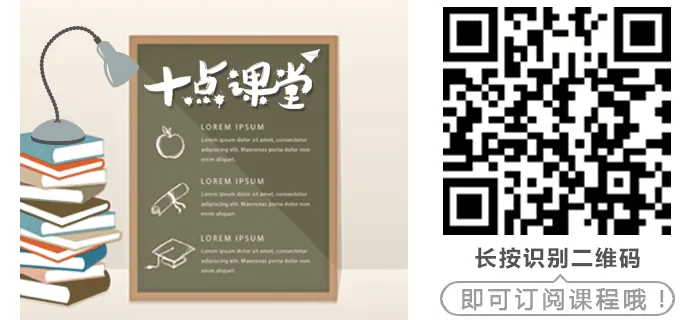 十点课堂
LOREM IPSUM
Lorem ipsum dolor sit amet, consectetur
adipiscing elit. Maecenas porta dolor in
enim aliquet.
LOREM IPSUM
Lorem ipsum dolor sit amet, consectetur
adipiscing elit. Maecenas porta dolor in
enim aliquet.
LOREM IPSUM
Lorem ipsum dolor sit amet, consectetur
adipiscing elit. Maecenas porta dolor in
enim aliquet.
长按识别二维码
即可订阅课程哦!